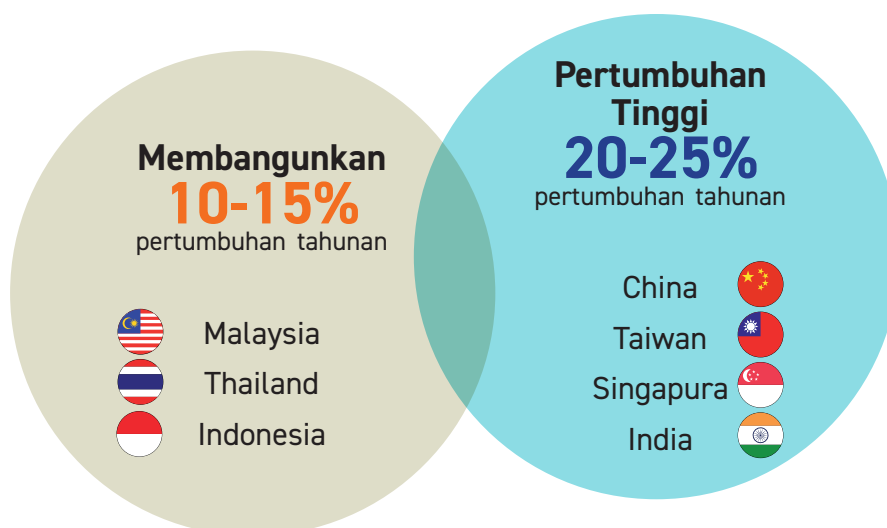 Membangunkan
10-15%
pertumbuhan tahunan
Malaysia
Thailand
Indonesia
Pertumbuhan
Tinggi
20-25%
pertumbuhan tahunan
China
Taiwan
Singapura
India